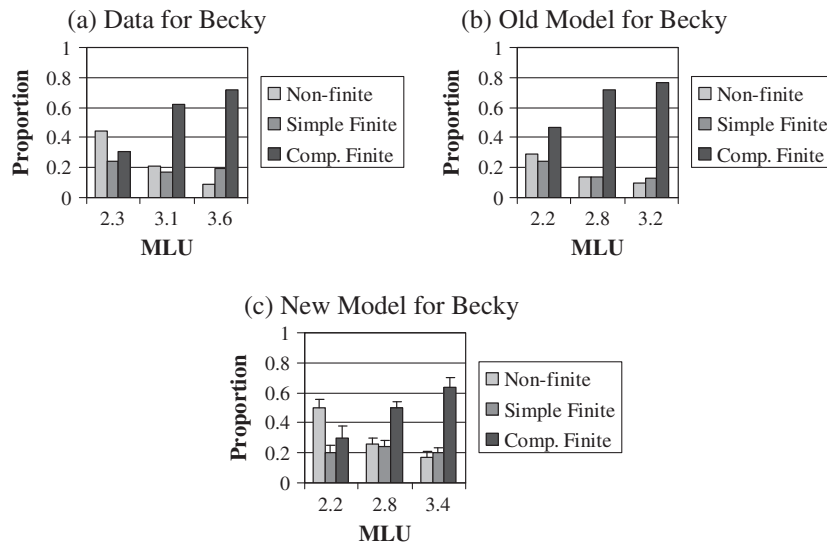 (a) Data for Becky
1
0.8
0.6
0.4
0.2
0
Proportion
2.3 3.1 3.6
MLU
Non-finite
Simple Finite
Comp. Finite
(b) Old Model for Becky
1
0.8
0.6
0.4
0.2
0
Proportion
2.2 2.8 3.2
MLU
Non-finite
Simple Finite
Comp. Finite
(c) New Model for Becky
1
0.8
0.6
0.4
0.2
0
Proportion
2.2 2.8 3.4
MLU
Non-finite
Simple Finite
Comp. Finite